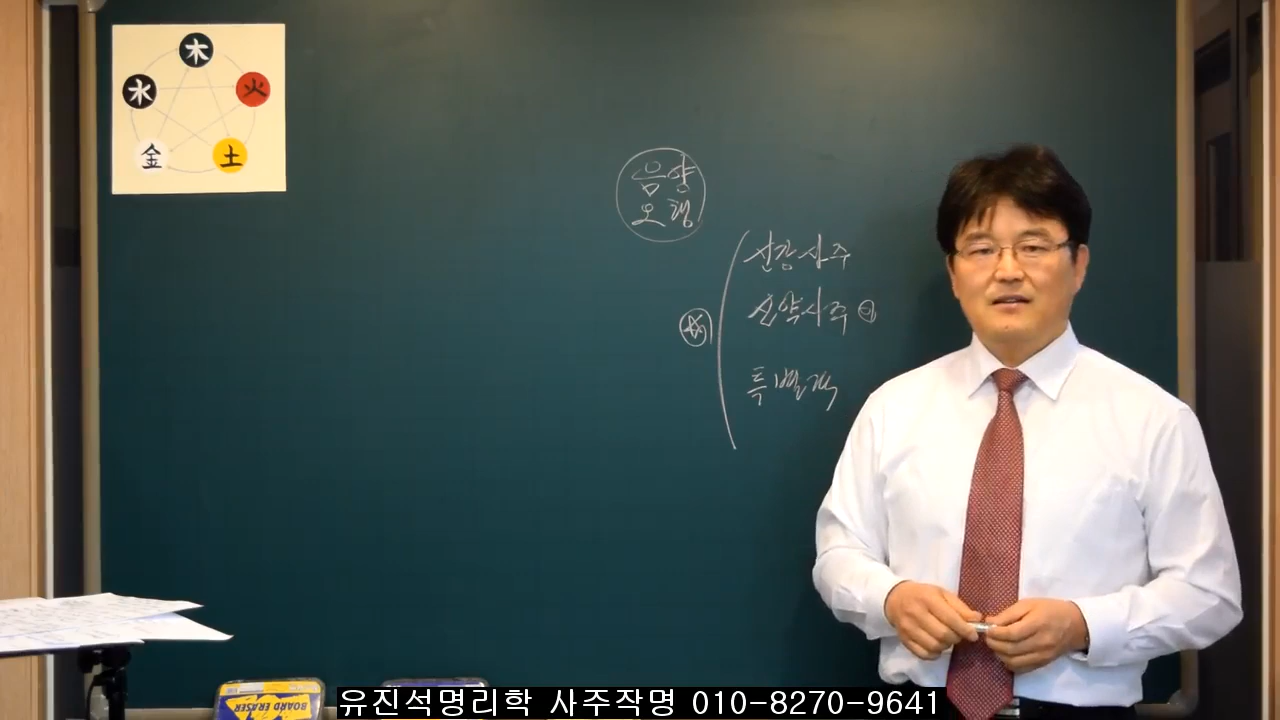 木
水 火
金 土
음양
오행
신강사주
신약사주
특별격
BOARD ERASER
유진석명리학 사주작명 010-8270-9641